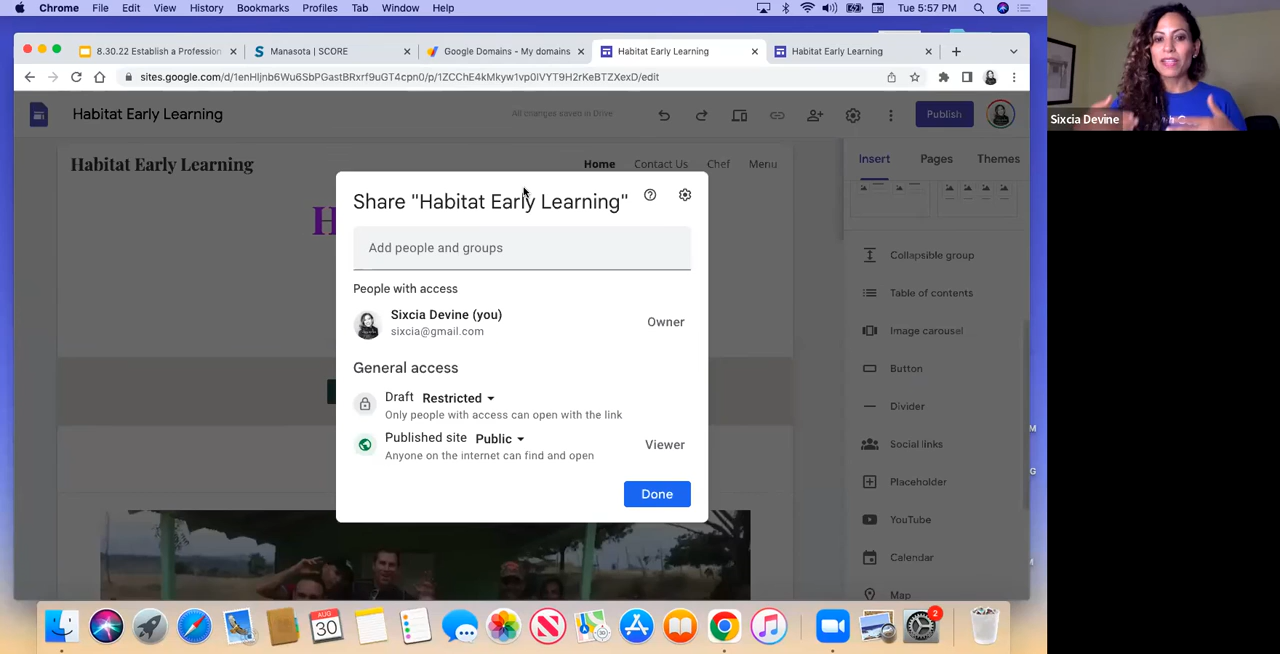 Chrome File Edit View History Bookmarks Profiles Tab Window Help Tue 5:57 PM
8.30.22 Establish a Profession Manasota | SCORE Google Domains - My domains Habitat Early Learning Habitat Early Learning
sites.google.com/d/1enHljnb6Wu6SbPGastBRxrf9uGT4cpn0/p/1ZCChE4kMkyw1vp0lVYT9H2rKeBTZXexD/edit
Habitat Early Learning All changes saved in Drive Publish
Sixcia Devine
Habitat Early Learning Home Contact Us Chef Menu
Insert Pages Themes
H
Share "Habitat Early Learning"
Add people and groups
People with access
Sixcia Devine (you)
sixcia@gmail.com
Owner
General access
Draft Restricted
Only people with access can open with the link
Published site Public
Anyone on the internet can find and open
Viewer
Done
Collapsible group
Table of contents
Image carousel
Button
Divider
Social links
Placeholder
YouTube
Calendar
Map
M
G
AUG
30
2